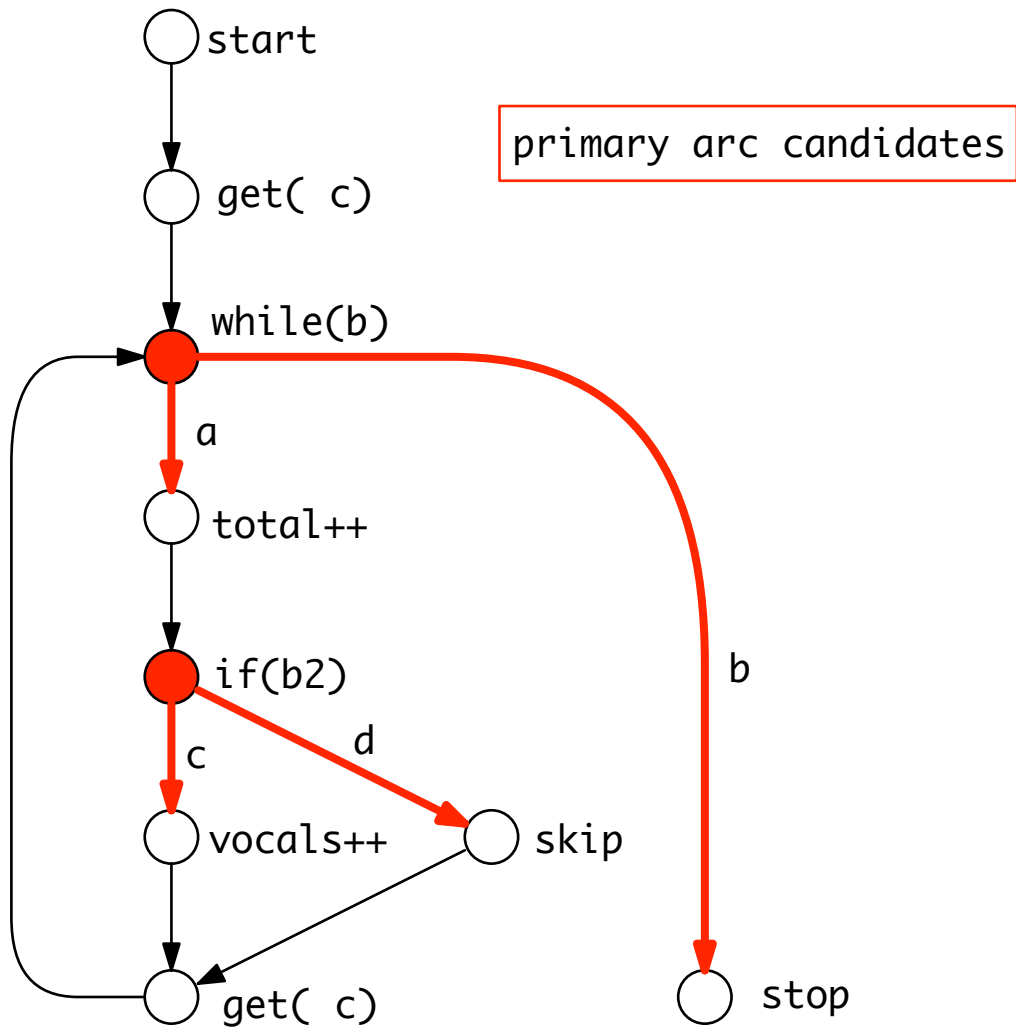 start
primary arc candidates
get( c)
while(b)
a
total++
if(b2)
b
d
c
vocals++
skip
get( c)
stop